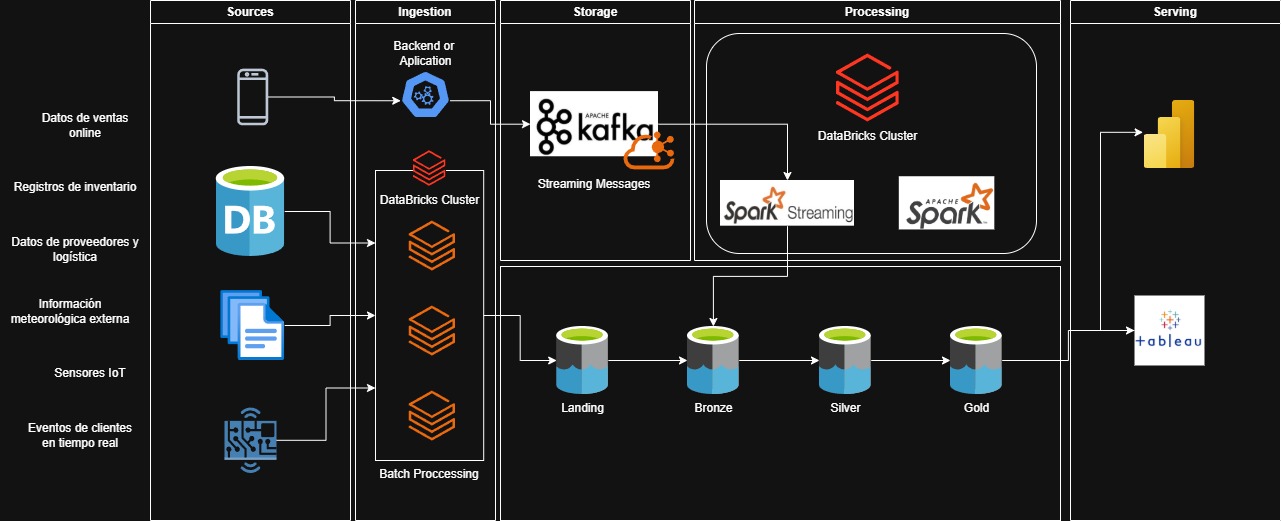 Sources
Ingestion
Storage
Processing
Serving
Datos de ventas
online
Registros de inventario
Datos de proveedores y
logística
Información
meteorológica externa
Sensores IoT
Eventos de clientes
en tiempo real
DB
Backend or
Aplication
DataBricks Cluster
Batch Proccessing
APACHE
kafka
Streaming Messages
DataBricks Cluster
Spark Streaming
APACHE
Spark
Landing
Bronze
Silver
Gold
+ableau